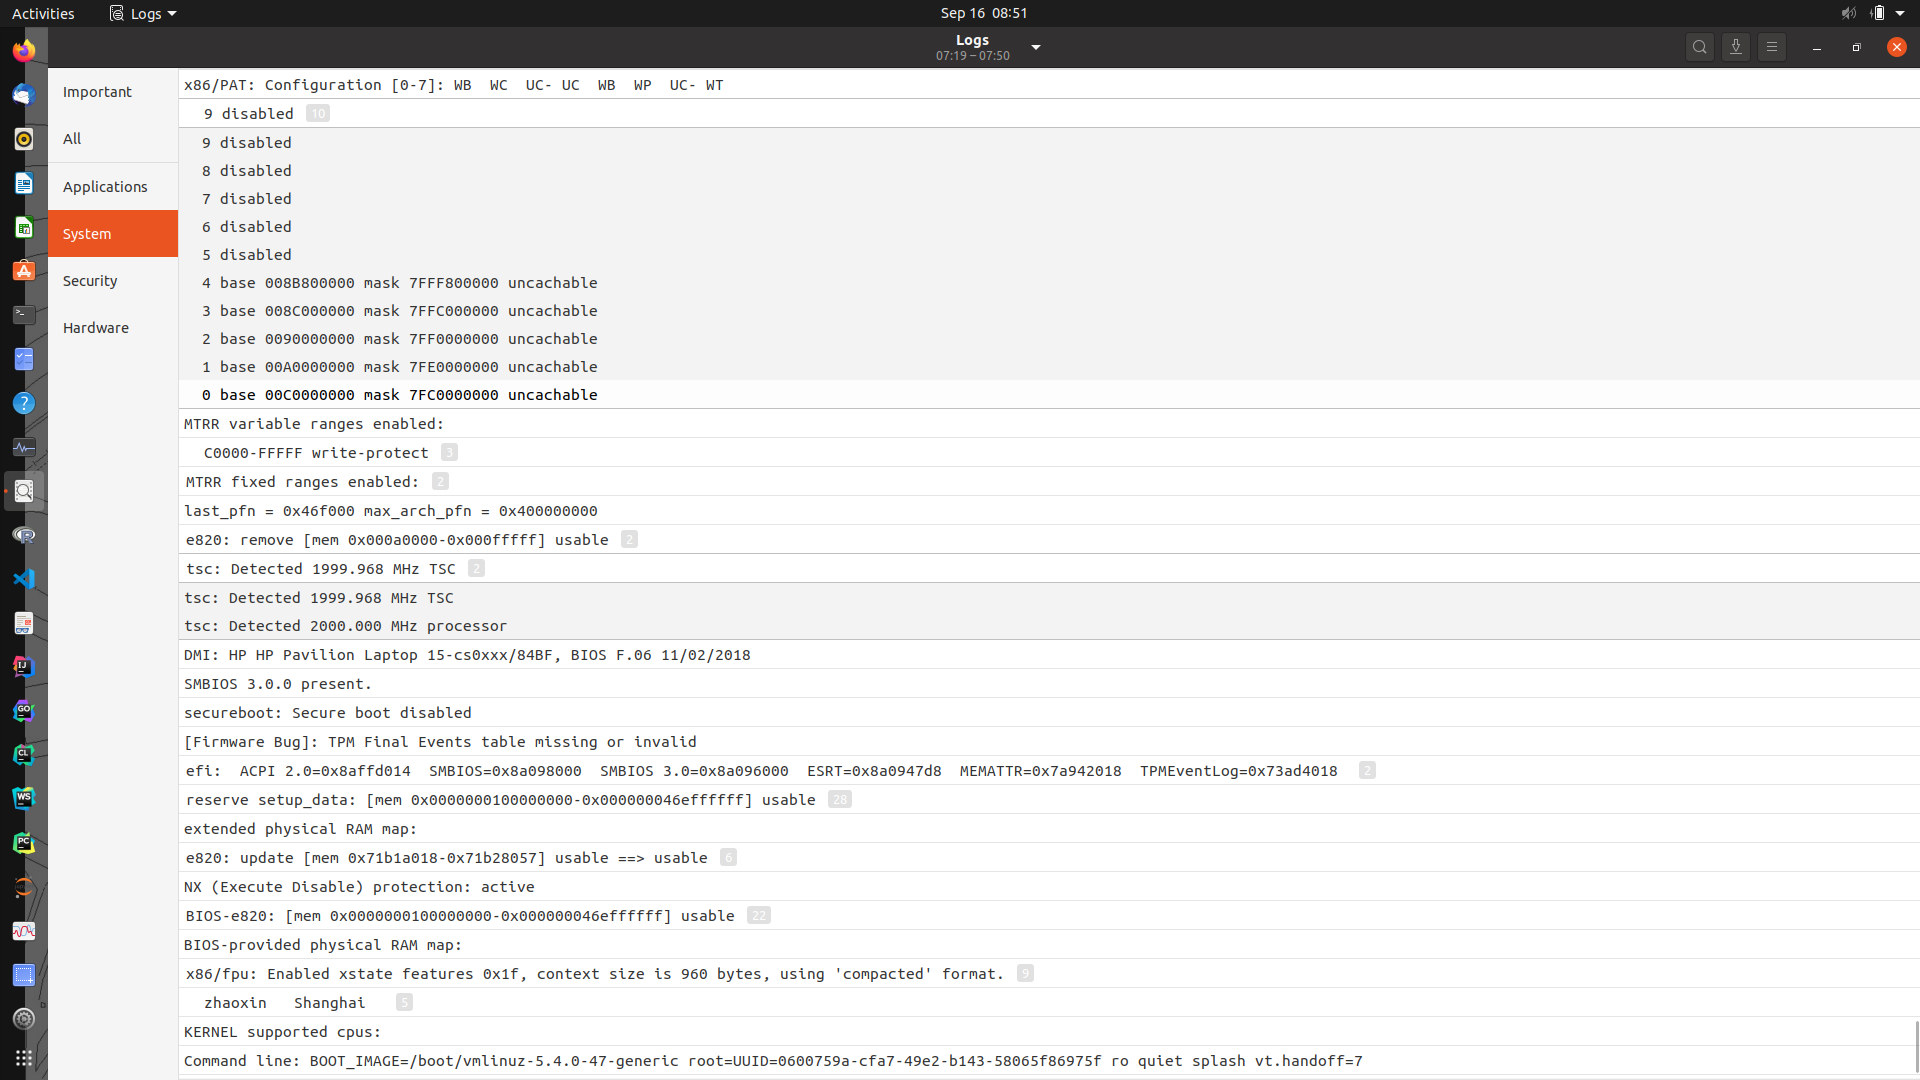 Activities
Logs
Sep 16 08:51
Logs
07:19 – 07:50
Important
All
Applications
System
Security
Hardware
x86/PAT: Configuration [0-7]: WB  WC  UC- UC  WB  WP  UC- WT
9 disabled 10
9 disabled
8 disabled
7 disabled
6 disabled
5 disabled
4 base 008B800000 mask 7FFF800000 uncachable
3 base 008C000000 mask 7FFC000000 uncachable
2 base 0090000000 mask 7FF0000000 uncachable
1 base 00A0000000 mask 7FE0000000 uncachable
0 base 00C0000000 mask 7FC0000000 uncachable
MTRR variable ranges enabled:
C0000-FFFFF write-protect 3
MTRR fixed ranges enabled: 2
last_pfn = 0x46f000 max_arch_pfn = 0x400000000
e820: remove [mem 0x000a0000-0x000fffff] usable 2
tsc: Detected 1999.968 MHz TSC 2
tsc: Detected 1999.968 MHz TSC
tsc: Detected 2000.000 MHz processor
DMI: HP HP Pavilion Laptop 15-cs0xxx/84BF, BIOS F.06 11/02/2018
SMBIOS 3.0.0 present.
secureboot: Secure boot disabled
[Firmware Bug]: TPM Final Events table missing or invalid
efi:  ACPI 2.0=0x8affd014  SMBIOS=0x8a098000  SMBIOS 3.0=0x8a096000  ESRT=0x8a0947d8  MEMATTR=0x7a942018  TPMEventLog=0x73ad4018 2
reserve setup_data: [mem 0x0000000100000000-0x000000046effffff] usable 28
extended physical RAM map:
e820: update [mem 0x71b1a018-0x71b28057] usable ==> usable 6
NX (Execute Disable) protection: active
BIOS-e820: [mem 0x0000000100000000-0x000000046effffff] usable 22
BIOS-provided physical RAM map:
x86/fpu: Enabled xstate features 0x1f, context size is 960 bytes, using 'compacted' format. 9
zhaoxin   Shanghai 5
KERNEL supported cpus:
Command line: BOOT_IMAGE=/boot/vmlinuz-5.4.0-47-generic root=UUID=0600759a-cfa7-49e2-b143-58065f86975f ro quiet splash vt.handoff=7